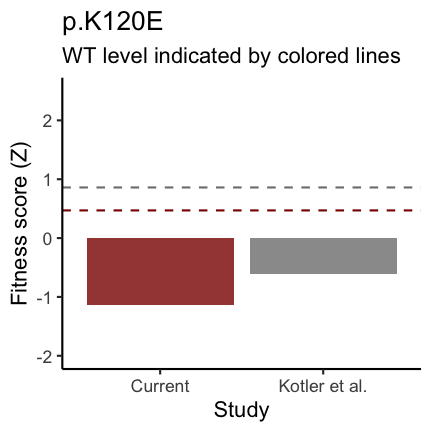 p.K120E
WT level indicated by colored lines
Fitness score (Z)
2
1
0
-1
-2
Current
Kotler et al.
Study